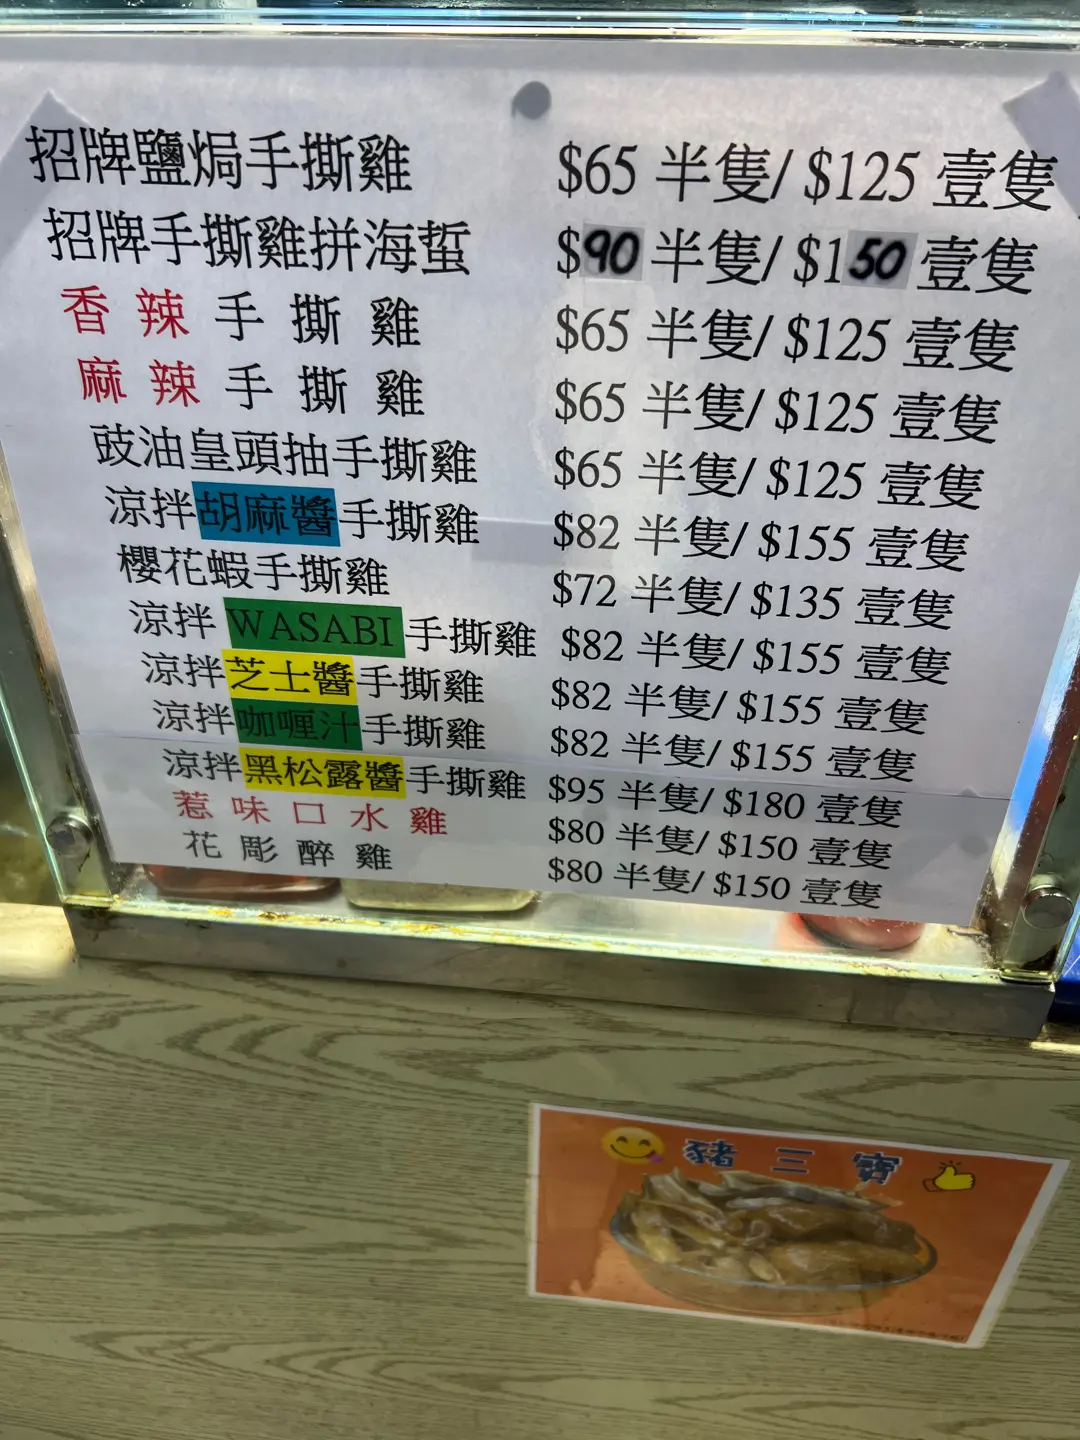 招牌鹽焗手撕雞 $65 半隻/ $125 壹隻
招牌手撕雞拼海蜇 $90 半隻/ $150 壹隻
香辣手撕雞 $65 半隻/ $125 壹隻
麻辣手撕雞 $65 半隻/ $125 壹隻
豉油皇頭抽手撕雞 $65 半隻/ $125 壹隻
涼拌胡麻醬手撕雞 $82 半隻/ $155 壹隻
櫻花蝦手撕雞 $72 半隻/ $135 壹隻
涼拌 WASABI 手撕雞 $82 半隻/ $155 壹隻
涼拌芝士醬手撕雞 $82 半隻/ $155 壹隻
涼拌咖喱汁手撕雞 $82 半隻/ $155 壹隻
涼拌黑松露醬手撕雞 $95 半隻/ $180 壹隻
惹味口水雞 $80 半隻/ $150 壹隻
花彫醉雞 $80 半隻/ $150 壹隻
豬三寶